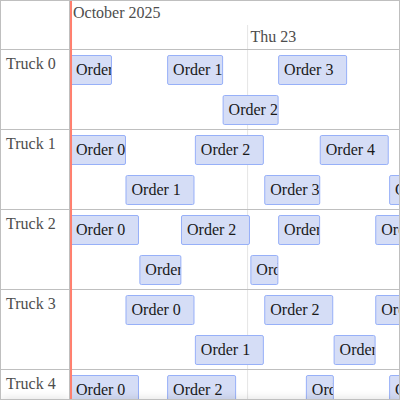 October 2025
Thu 23
Truck 0
Order
Order 1
Order 3
Order 2
Truck 1
Order 0
Order 2
Order 4
Order 1
Order 3
Truck 2
Order 0
Order 2
Order
Or
Order
Ord
Truck 3
Order 0
Order 2
Or
Order 1
Order
Truck 4
Order 0
Order 2
Ord